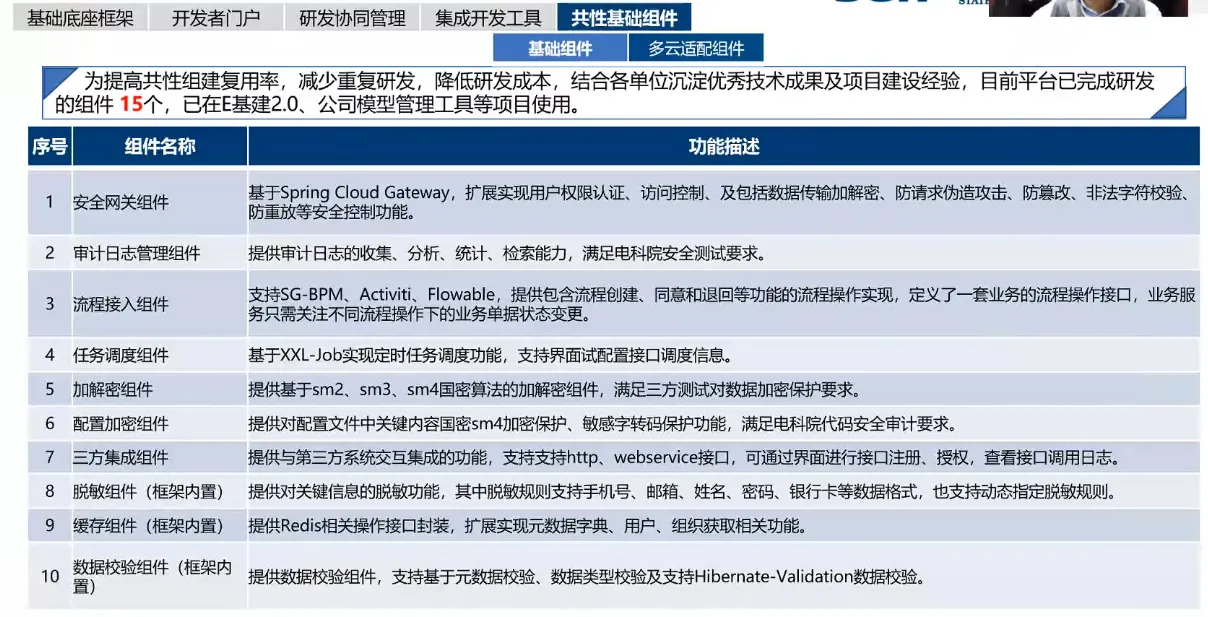 基础底座框架 开发者门户 研发协同管理 集成开发工具 共性基础组件
基础组件 多云适配组件
为提高共性组建复用率，减少重复研发，降低研发成本，结合各单位沉淀优秀技术成果及项目建设经验，目前平台已完成研发
的组件 15个，已在E基建2.0、公司模型管理工具等项目使用。
序号 组件名称 功能描述
1 安全网关组件 基于Spring Cloud Gateway，扩展实现用户权限认证、访问控制、及包括数据传输加解密、防请求伪造攻击、防篡改、非法字符校验、
防重放等安全控制功能。
2 审计日志管理组件 提供审计日志的收集、分析、统计、检索能力，满足电科院安全测试要求。
3 流程接入组件 支持SG-BPM、Activiti、Flowable，提供包含流程创建、同意和退回等功能的流程操作实现，定义了一套业务的流程操作接口，业务服
务只需关注不同流程操作下的业务单据状态变更。
4 任务调度组件 基于XXL-Job实现定时任务调度功能，支持界面试配置接口调度信息。
5 加解密组件 提供基于sm2、sm3、sm4国密算法的加解密组件，满足三方测试对数据加密保护要求。
6 配置加密组件 提供对配置文件中关键内容国密sm4加密保护、敏感字转码保护功能，满足电科院代码安全审计要求。
7 三方集成组件 提供与第三方系统交互集成的功能，支持支持http、webservice接口，可通过界面进行接口注册、授权，查看接口调用日志。
8 脱敏组件（框架内置） 提供对关键信息的脱敏功能，其中脱敏规则支持手机号、邮箱、姓名、密码、银行卡等数据格式，也支持动态指定脱敏规则。
9 缓存组件（框架内置） 提供Redis相关操作接口封装，扩展实现元数据字典、用户、组织获取相关功能。
10 数据校验组件（框架内
置） 提供数据校验组件，支持基于元数据校验、数据类型校验及支持Hibernate-Validation数据校验。